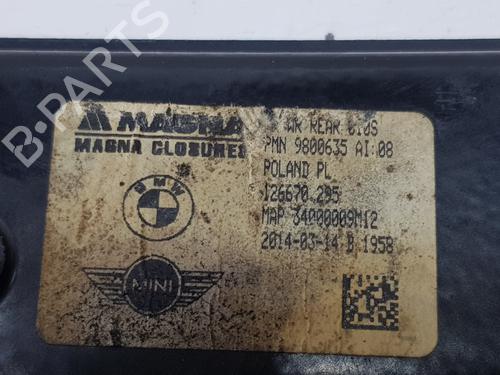 B-PARTS
MAGNA
MAGNA CLOSURES
BMW
MINI
WR REAR
PMN 9800635 AI:08
POLAND PL
126670.295
MAP 34000009M12
2014-03-14 B 1958
B-PARTS